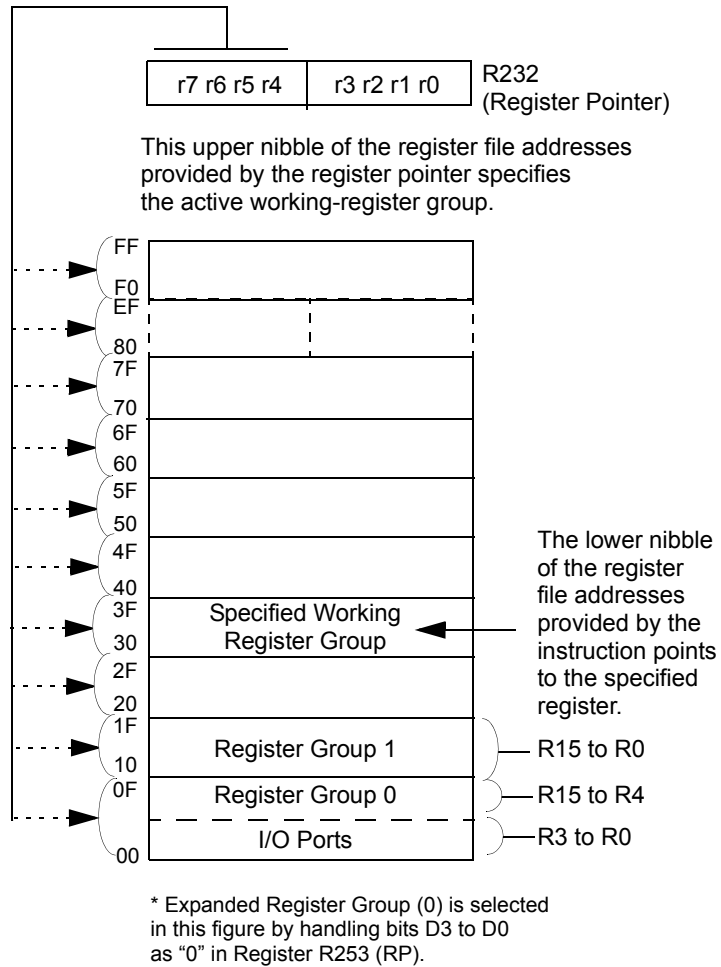 r7 r6 r5 r4
r3 r2 r1 r0
R232
(Register Pointer)
This upper nibble of the register file addresses
provided by the register pointer specifies
the active working-register group.
FF
F0
EF
80
7F
70
6F
60
5F
50
4F
40
3F
30
Specified Working
Register Group
The lower nibble
of the register
file addresses
provided by the
instruction points
to the specified
register.
2F
20
1F
10
Register Group 1
R15 to R0
0F
Register Group 0
R15 to R4
I/O Ports
R3 to R0
00
* Expanded Register Group (0) is selected
in this figure by handling bits D3 to D0
as “0” in Register R253 (RP).